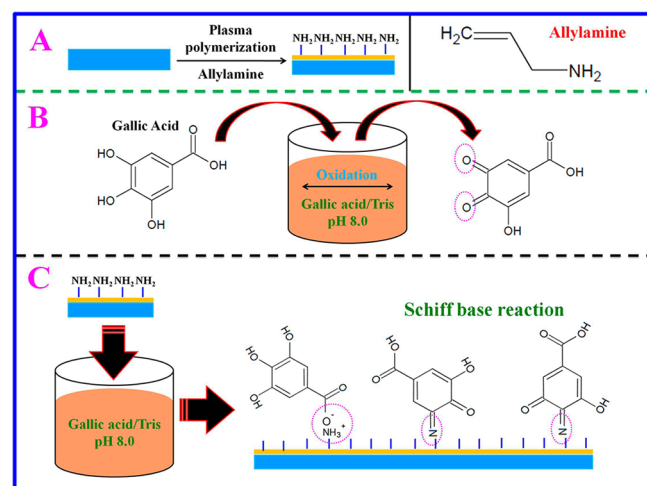 A
Plasma
polymerization
Allylamine
NH₂ NH₂ NH₂ NH₂ NH₂
Allylamine
H₂C
NH₂
B
Gallic Acid
O
OH
HO
HO
OH
Oxidation
Gallic acid/Tris
pH 8.0
O
OH
O
O
OH
C
NH₂ NH₂ NH₂ NH₂
Gallic acid/Tris
pH 8.0
Schiff base reaction
HO
HO
OH
O
O⁻
NH₃⁺
HO
O
OH
O
N
OH
O
O
OH
N